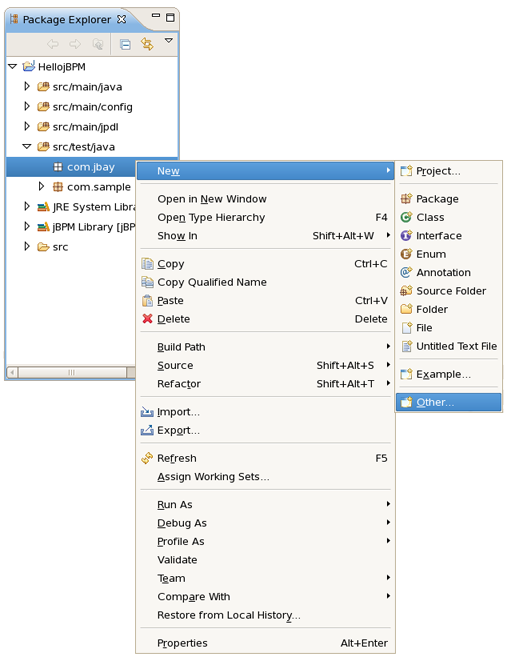 Package Explorer
HellojBPM
src/main/java
src/main/config
src/main/jpdl
src/test/java
com.jbay
com.sample
JRE System Libra
jBPM Library [jBP
src
New
Open in New Window
Open Type Hierarchy F4
Show In Shift+Alt+W
Copy Ctrl+C
Copy Qualified Name
Paste Ctrl+V
Delete Delete
Build Path
Source Shift+Alt+S
Refactor Shift+Alt+T
Import...
Export...
Refresh F5
Assign Working Sets...
Run As
Debug As
Profile As
Validate
Team
Compare With
Restore from Local History...
Properties Alt+Enter
Project...
Package
Class
Interface
Enum
Annotation
Source Folder
Folder
File
Untitled Text File
Example...
Other...